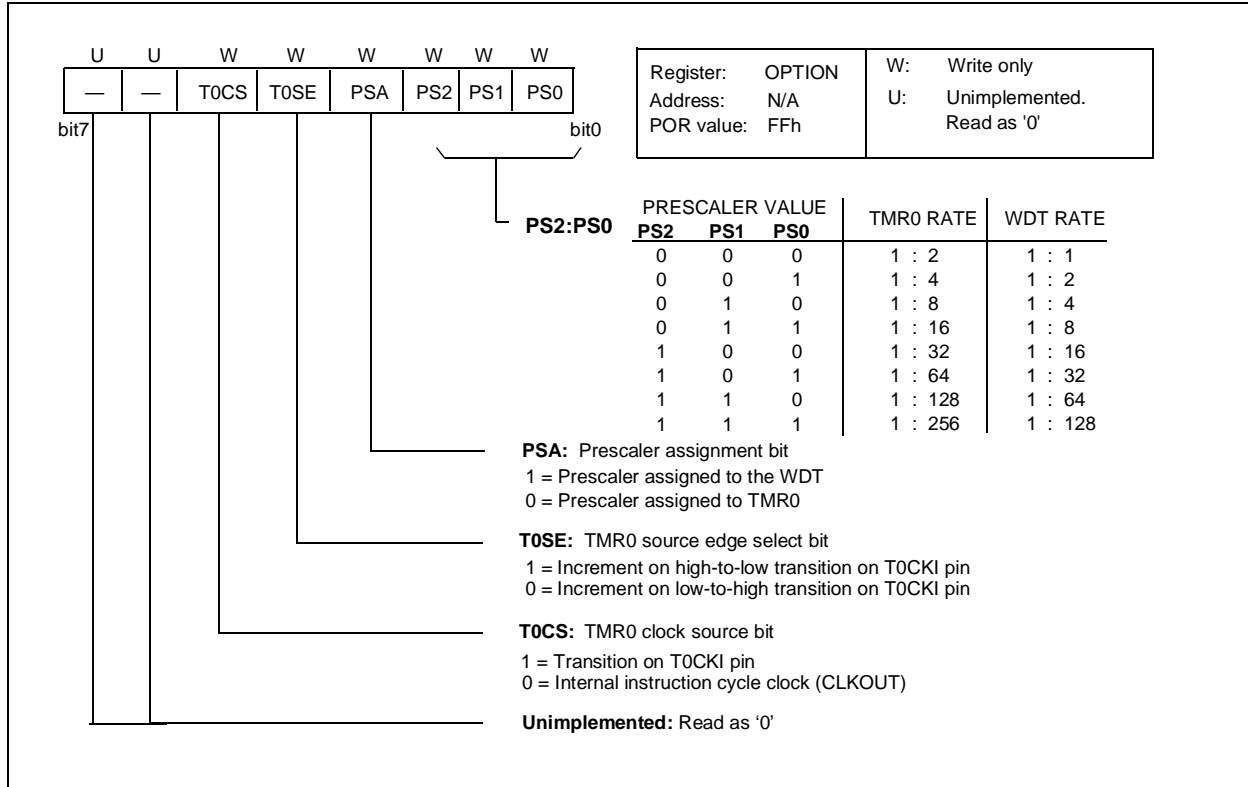 U U W W W W W W
— — T0CS T0SE PSA PS2 PS1 PS0
bit7 bit0
Register: OPTION
Address: N/A
POR value: FFh
W: Write only
U: Unimplemented.
Read as '0'
PS2:PS0
PRESCALER VALUE TMR0 RATE WDT RATE
PS2 PS1 PS0
0 0 0 1 : 2 1 : 1
0 0 1 1 : 4 1 : 2
0 1 0 1 : 8 1 : 4
0 1 1 1 : 16 1 : 8
1 0 0 1 : 32 1 : 16
1 0 1 1 : 64 1 : 32
1 1 0 1 : 128 1 : 64
1 1 1 1 : 256 1 : 128
PSA: Prescaler assignment bit
1 = Prescaler assigned to the WDT
0 = Prescaler assigned to TMR0
T0SE: TMR0 source edge select bit
1 = Increment on high-to-low transition on T0CKI pin
0 = Increment on low-to-high transition on T0CKI pin
T0CS: TMR0 clock source bit
1 = Transition on T0CKI pin
0 = Internal instruction cycle clock (CLKOUT)
Unimplemented: Read as ‘0’